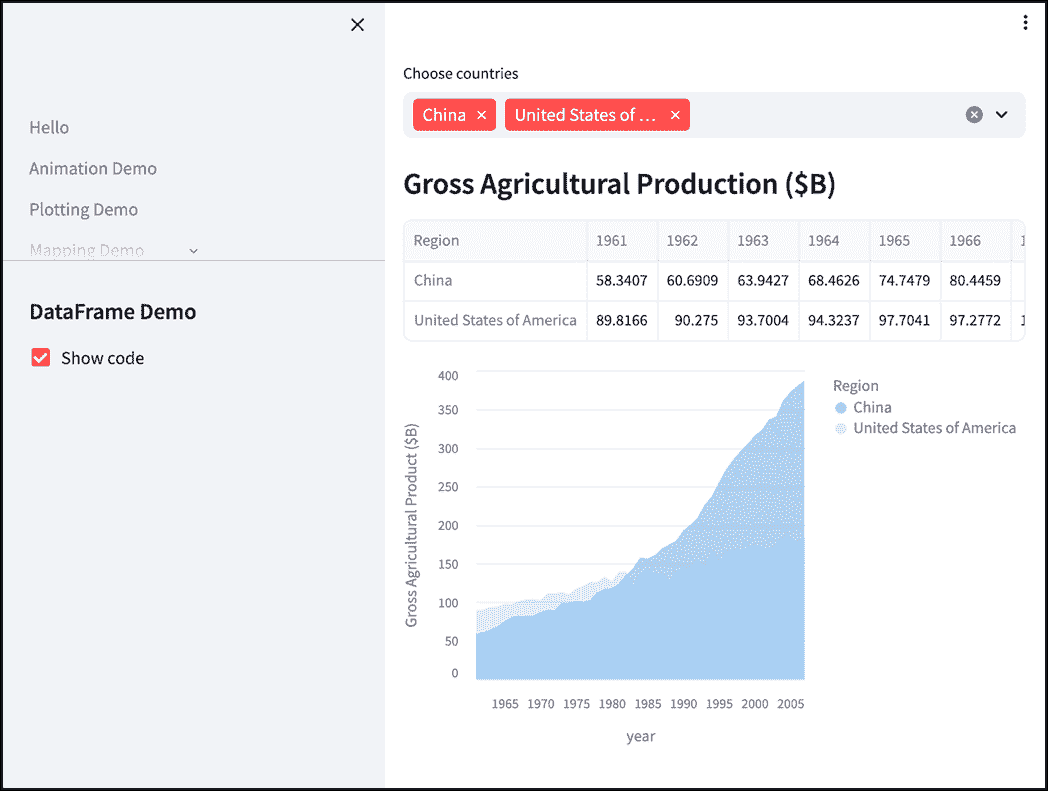 Hello
Animation Demo
Plotting Demo
Mapping Demo
DataFrame Demo
Show code
Choose countries
China United States of ...
Gross Agricultural Production ($B)
Region 1961 1962 1963 1964 1965 1966 1
China 58.3407 60.6909 63.9427 68.4626 74.7479 80.4459
United States of America 89.8166 90.275 93.7004 94.3237 97.7041 97.2772 1
Gross Agricultural Product ($B)
400
350
300
250
200
150
100
50
0
1965 1970 1975 1980 1985 1990 1995 2000 2005
year
Region
China
United States of America